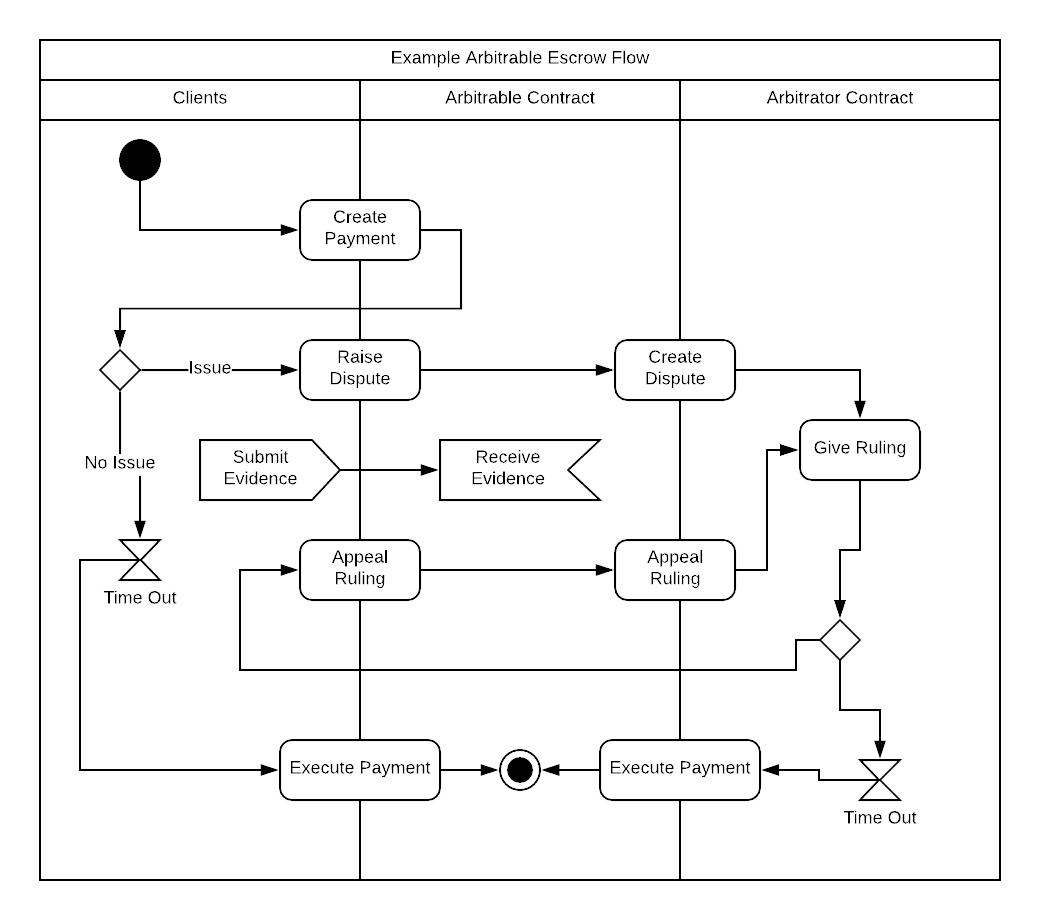 Example Arbitrable Escrow Flow
Clients
Arbitrable Contract
Arbitrator Contract
Create
Payment
Issue
Raise
Dispute
Create
Dispute
Give Ruling
No Issue
Submit
Evidence
Receive
Evidence
Time Out
Appeal
Ruling
Appeal
Ruling
Execute Payment
Execute Payment
Time Out